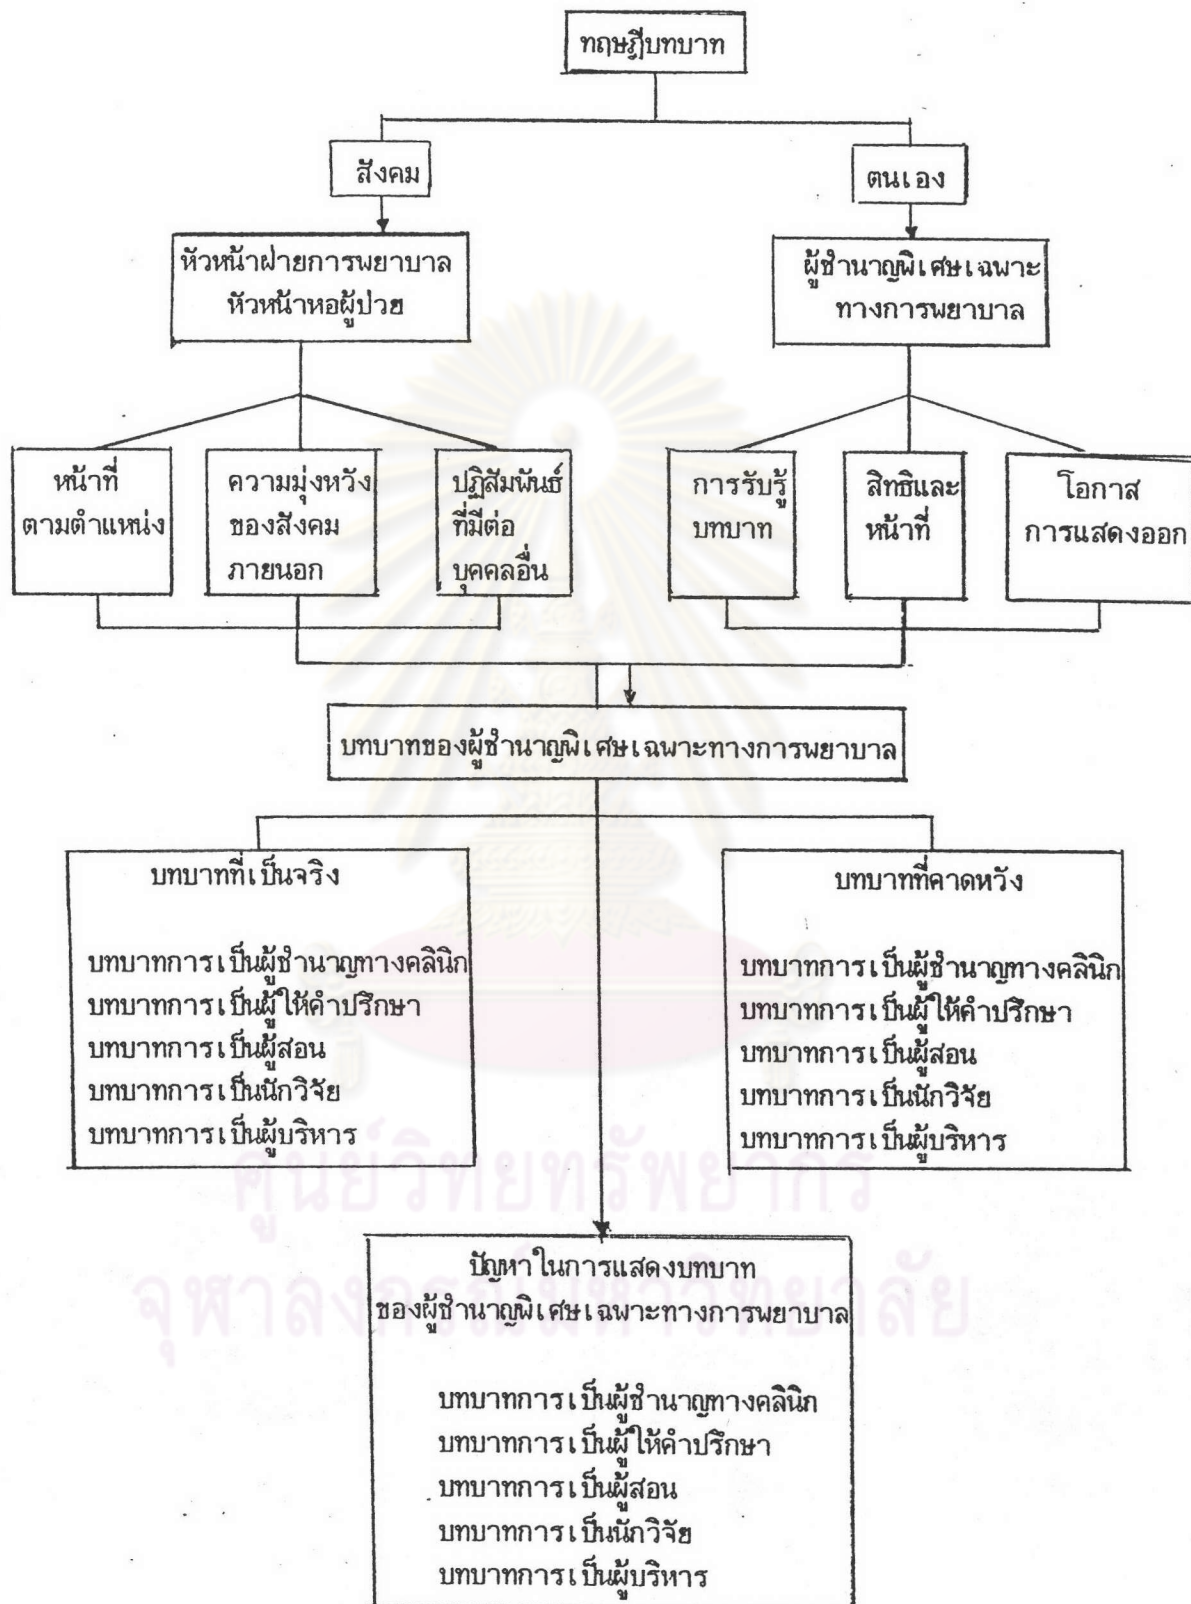 ทฤษฎีบทบาท
สังคม
ตนเอง
หัวหน้าฝ่ายการพยาบาล
หัวหน้าหอผู้ป่วย
ผู้ชำนาญพิเศษเฉพาะ
ทางการพยาบาล
หน้าที่
ตามตำแหน่ง
ความมุ่งหวัง
ของสังคม
ภายนอก
ปฏิสัมพันธ์
ที่มีต่อ
บุคคลอื่น
การรับรู้
บทบาท
สิทธิและ
หน้าที่
โอกาส
การแสดงออก
บทบาทของผู้ชำนาญพิเศษเฉพาะทางการพยาบาล
บทบาทที่เป็นจริง
บทบาทการเป็นผู้ชำนาญทางคลินิก
บทบาทการเป็นผู้ให้คำปรึกษา
บทบาทการเป็นผู้สอน
บทบาทการเป็นนักวิจัย
บทบาทการเป็นผู้บริหาร
บทบาทที่คาดหวัง
บทบาทการเป็นผู้ชำนาญทางคลินิก
บทบาทการเป็นผู้ให้คำปรึกษา
บทบาทการเป็นผู้สอน
บทบาทการเป็นนักวิจัย
บทบาทการเป็นผู้บริหาร
ศูนย์วิทยทรัพยากร
จุฬาลงกรณ์มหาวิทยาลัย
ปัญหาในการแสดงบทบาท
ของผู้ชำนาญพิเศษเฉพาะทางการพยาบาล
บทบาทการเป็นผู้ชำนาญทางคลินิก
บทบาทการเป็นผู้ให้คำปรึกษา
บทบาทการเป็นผู้สอน
บทบาทการเป็นนักวิจัย
บทบาทการเป็นผู้บริหาร